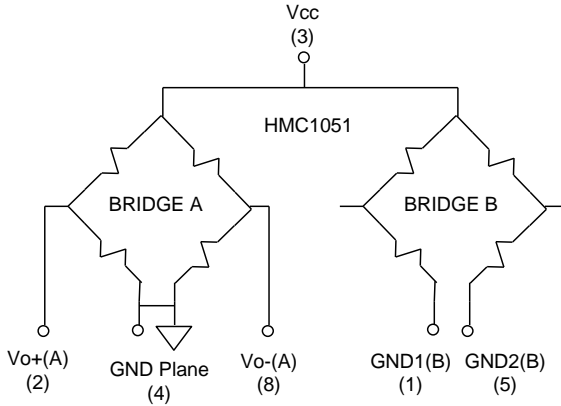 Vcc
(3)
HMC1051
BRIDGE A
BRIDGE B
Vo+(A)
(2)
GND Plane
(4)
Vo-(A)
(8)
GND1(B)
(1)
GND2(B)
(5)